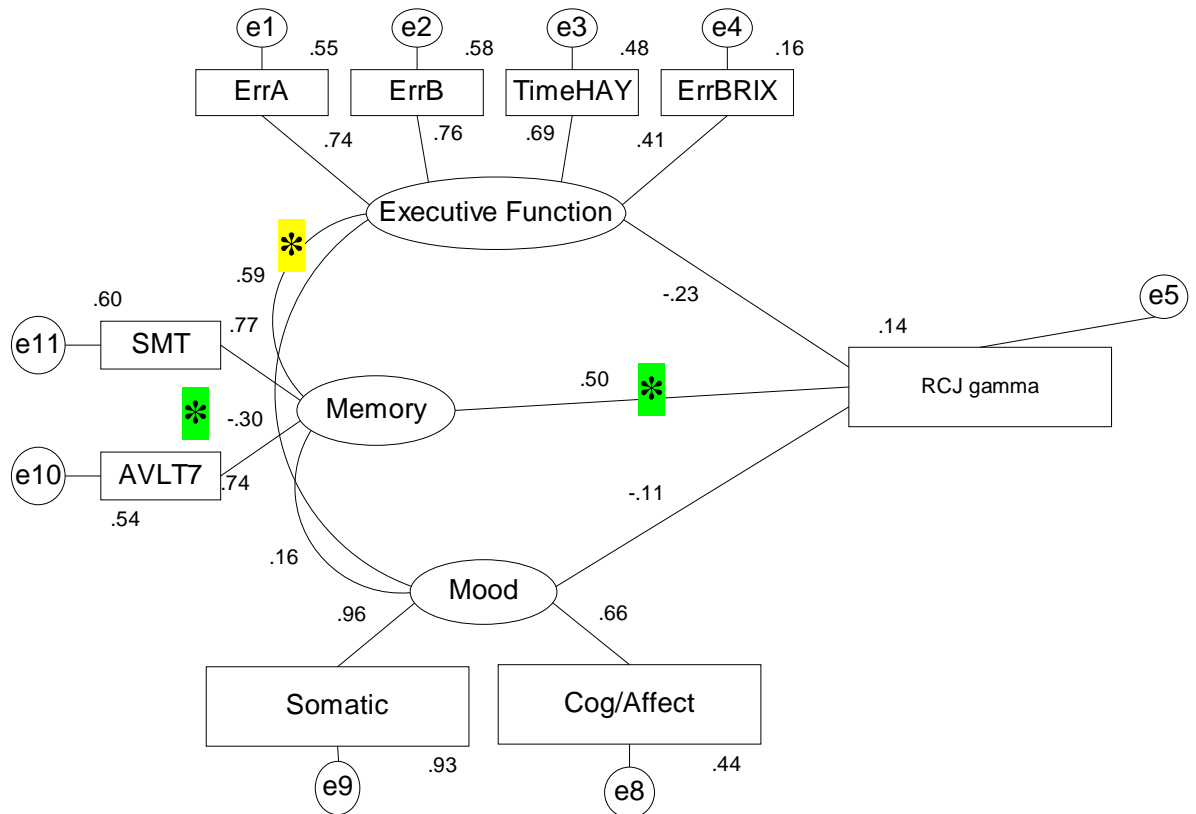 e1 e2 e3 e4
.55 .58 .48 .16
ErrA ErrB TimeHAY ErrBRIX
.74 .76 .69 .41
Executive Function
*
.59
-.23
e5
.60
.14
e11 SMT .77
RCJ gamma
.50 *
* -.30
Memory
e10 AVLT7 .74
.54
-.11
.16
Mood
.96 .66
Somatic Cog/Affect
.93 .44
e9 e8